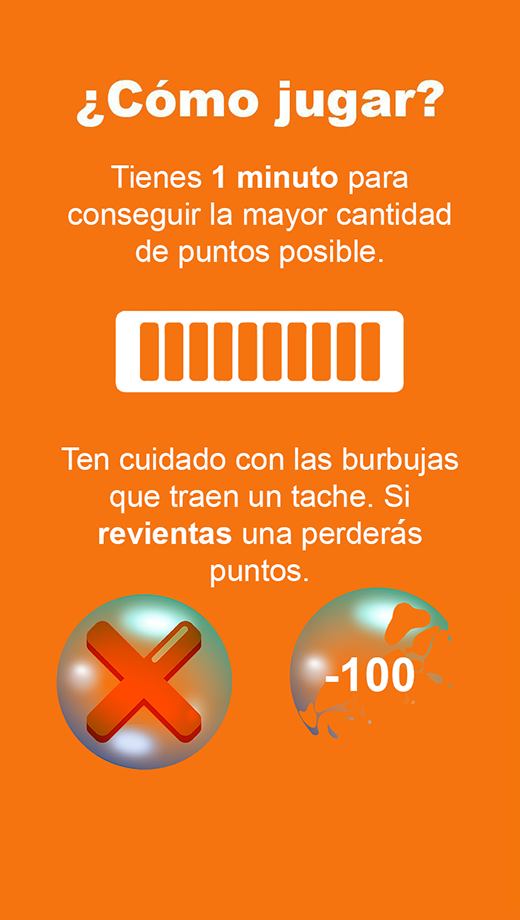 ¿Cómo jugar?
Tienes 1 minuto para
conseguir la mayor cantidad
de puntos posible.
Ten cuidado con las burbujas
que traen un tache. Si
revientas una perderás
puntos.
-100